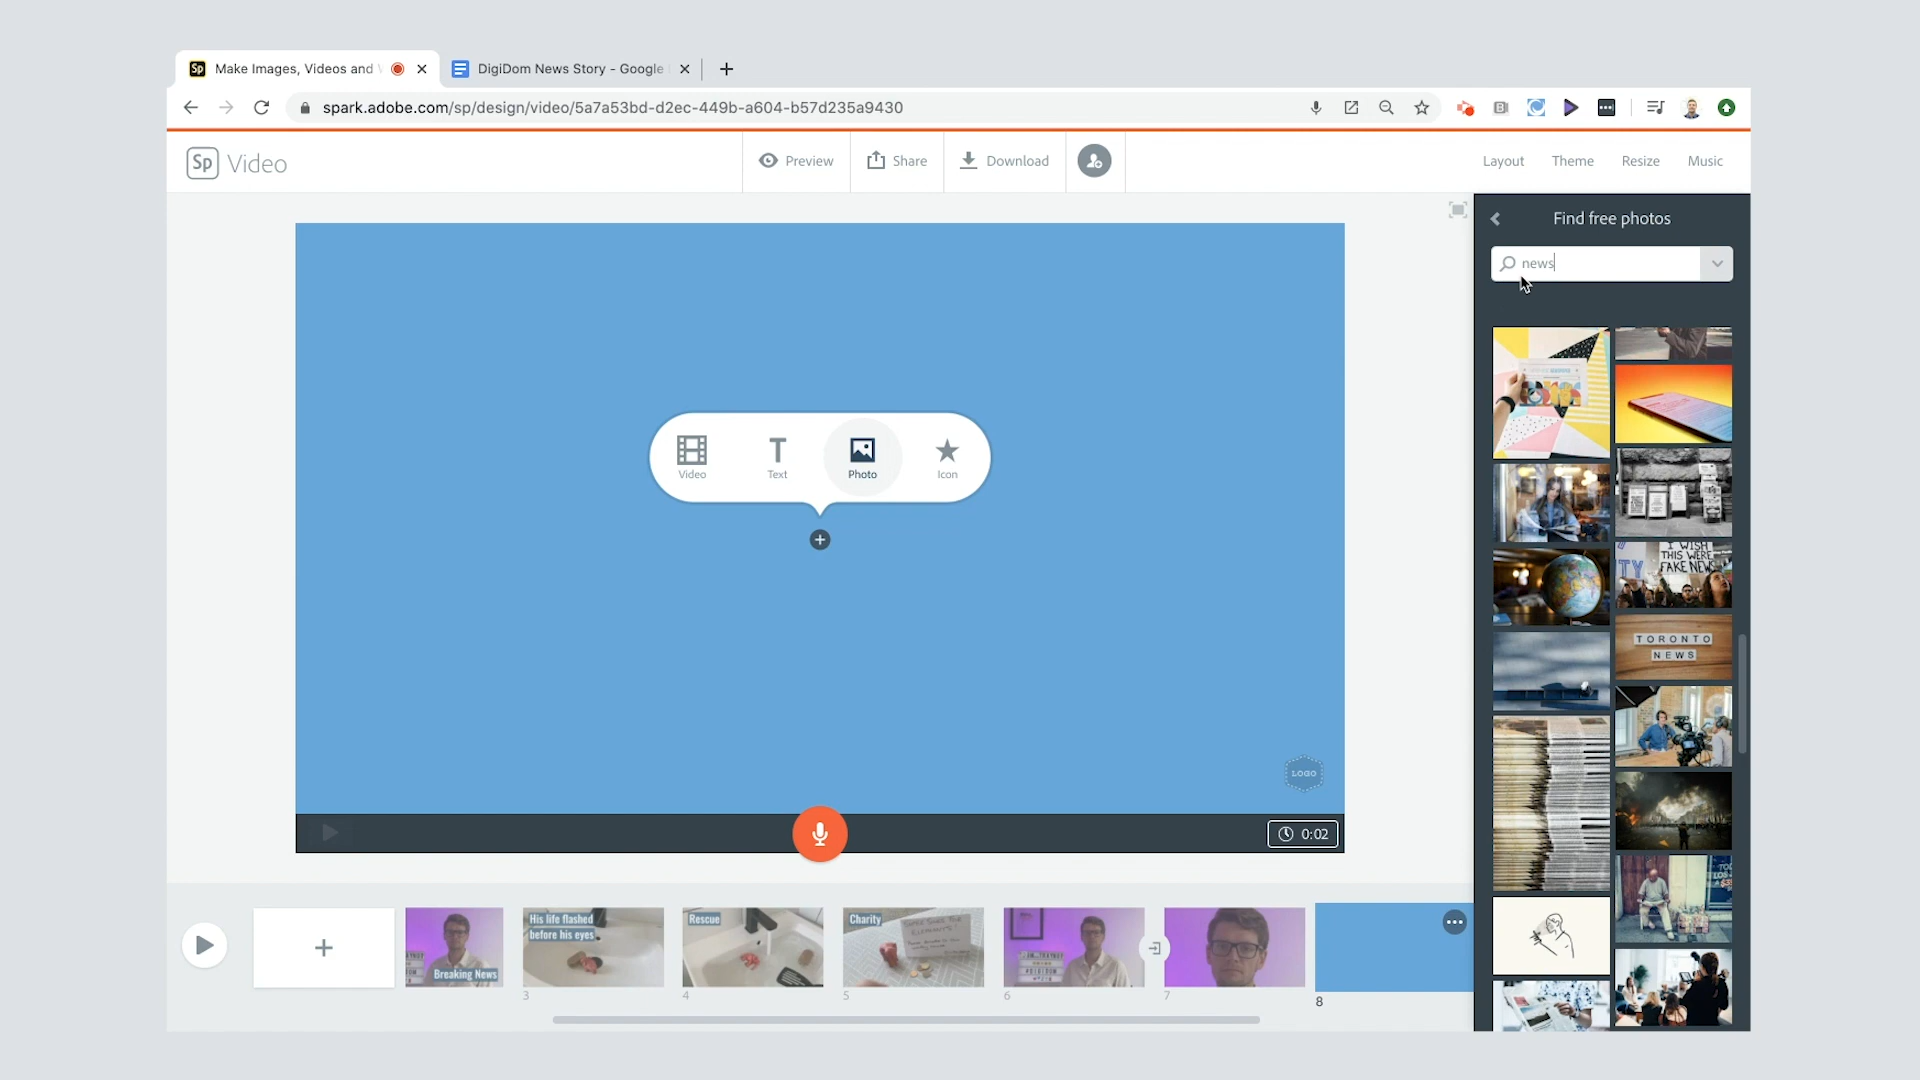 Sp Make Images, Videos and
DigiDom News Story - Google
spark.adobe.com/sp/design/video/5a7a53bd-d2ec-449b-a604-b57d235a9430
Sp Video
Preview
Share
Download
Layout
Theme
Resize
Music
Find free photos
news
Video
Text
Photo
Icon
I WISH
THIS WERE
FAKE NEWS
TY
TORONTO
NEWS
LOGO
0:02
Breaking News
His life flashed
before his eyes
Rescue
Charity
3
4
5
6
7
8